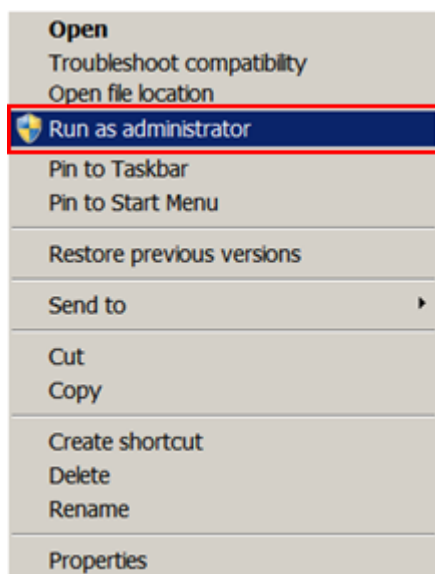 Open
Troubleshoot compatibility
Open file location
Run as administrator
Pin to Taskbar
Pin to Start Menu
Restore previous versions
Send to
Cut
Copy
Create shortcut
Delete
Rename
Properties